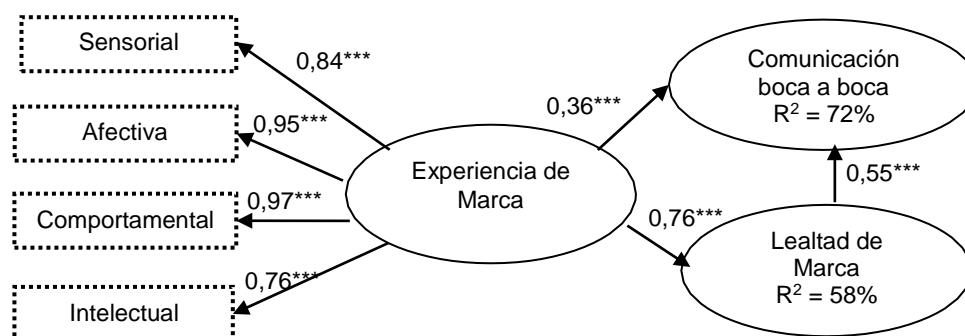 Sensorial
0,84***
Afectiva
0,95***
Comportamental
0,97***
Intelectual
0,76***
Experiencia de
Marca
0,36***
0,76***
Comunicación
boca a boca
R² = 72%
0,55***
Lealtad de
Marca
R² = 58%